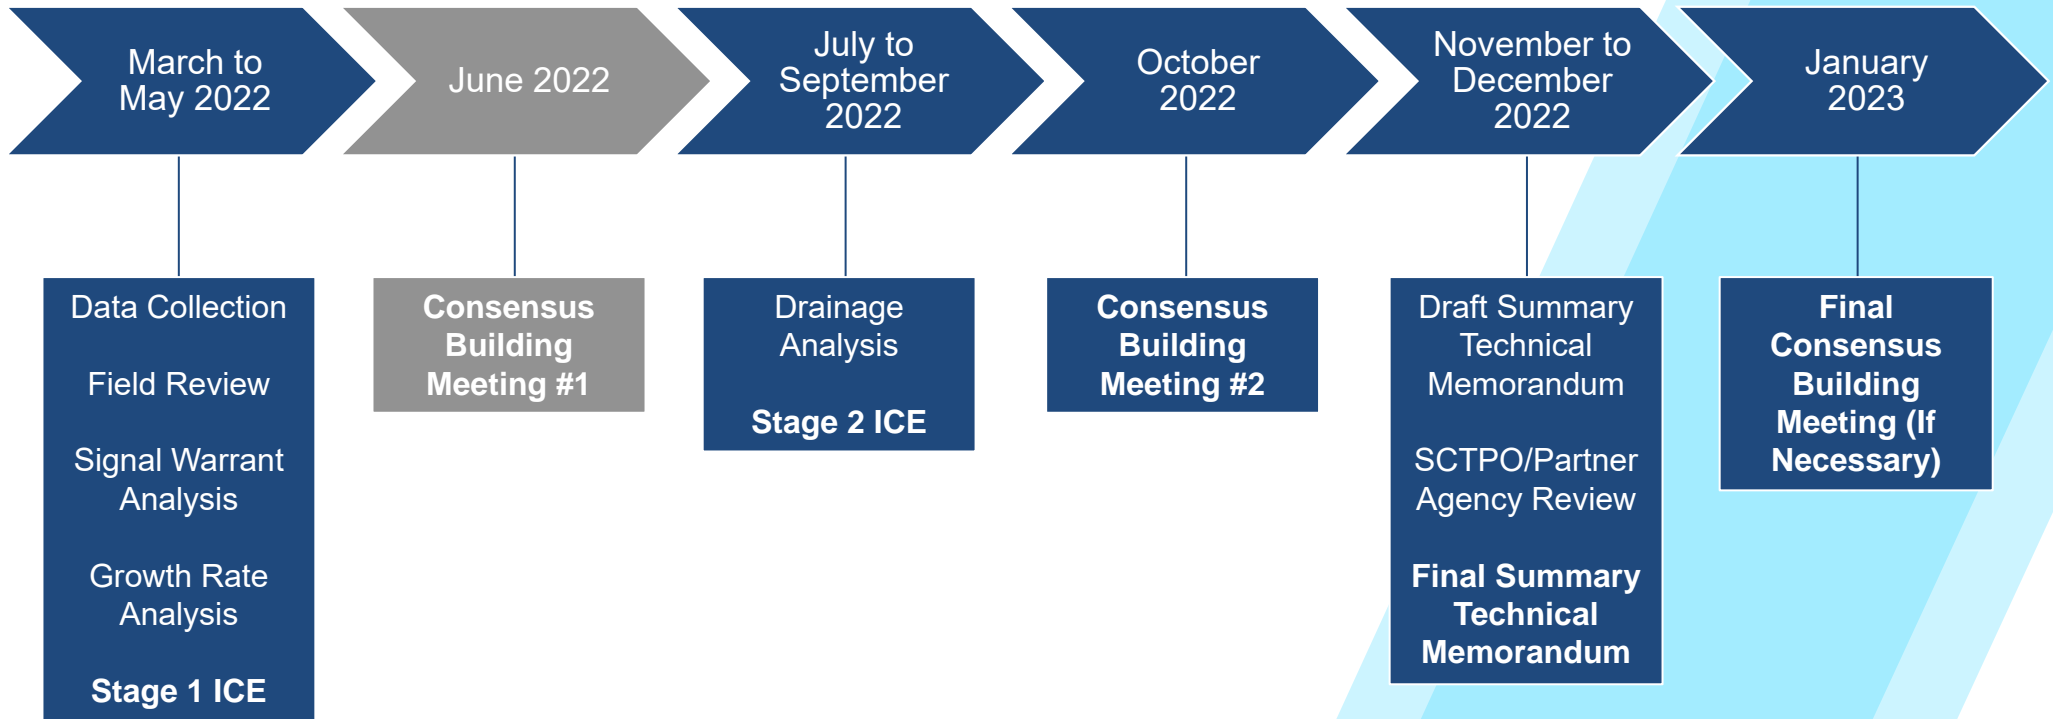 March to
May 2022
June 2022
July to
September
2022
October
2022
November to
December
2022
January
2023
Data Collection
Field Review
Signal Warrant
Analysis
Growth Rate
Analysis
Stage 1 ICE
Consensus
Building
Meeting #1
Drainage
Analysis
Stage 2 ICE
Consensus
Building
Meeting #2
Draft Summary
Technical
Memorandum
SCTPO/Partner
Agency Review
Final Summary
Technical
Memorandum
Final
Consensus
Building
Meeting (If
Necessary)